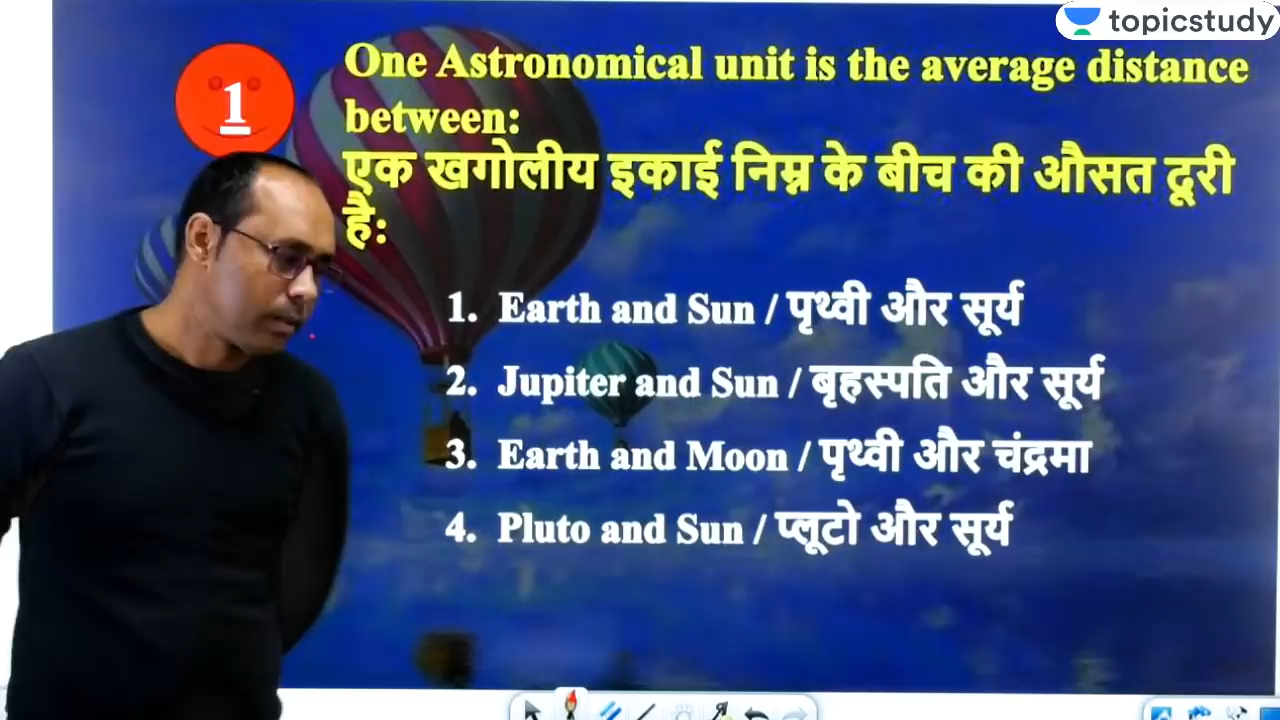 topicstudy
1
One Astronomical unit is the average distance
between:
एक खगोलीय इकाई निम्न के बीच की औसत दूरी
है:
1. Earth and Sun / पृथ्वी और सूर्य
2. Jupiter and Sun / बृहस्पति और सूर्य
3. Earth and Moon / पृथ्वी और चंद्रमा
4. Pluto and Sun / प्लूटो और सूर्य